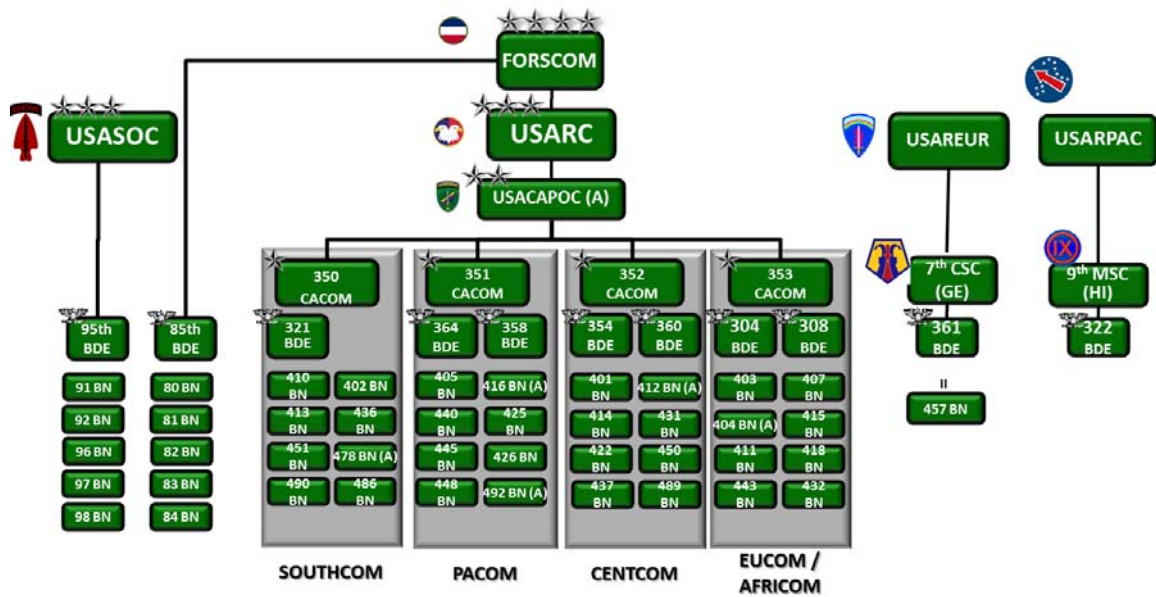 FORSCOM
USASOC
USARC
USAREUR
USARPAC
USACAPOC (A)
350
CACOM
351
CACOM
352
CACOM
353
CACOM
7th CSC
(GE)
IX
9th MSC
(HI)
95th
BDE
85th
BDE
321
BDE
364
BDE
358
BDE
354
BDE
360
BDE
304
BDE
308
BDE
361
BDE
322
BDE
91 BN
92 BN
96 BN
97 BN
98 BN
80 BN
81 BN
82 BN
83 BN
84 BN
410
BN
402 BN
413
BN
436
BN
451
BN
478 BN (A)
490
BN
486
BN
405
BN
416 BN (A)
440
BN
425
BN
445
BN
426 BN
448
BN
492 BN (A)
401
BN
412 BN (A)
414
BN
431
BN
422
BN
450
BN
437
BN
489
BN
403
BN
407
BN
404 BN (A)
415
BN
411
BN
418
BN
443
BN
432
BN
II
457 BN
SOUTHCOM
PACOM
CENTCOM
EUCOM /
AFRICOM